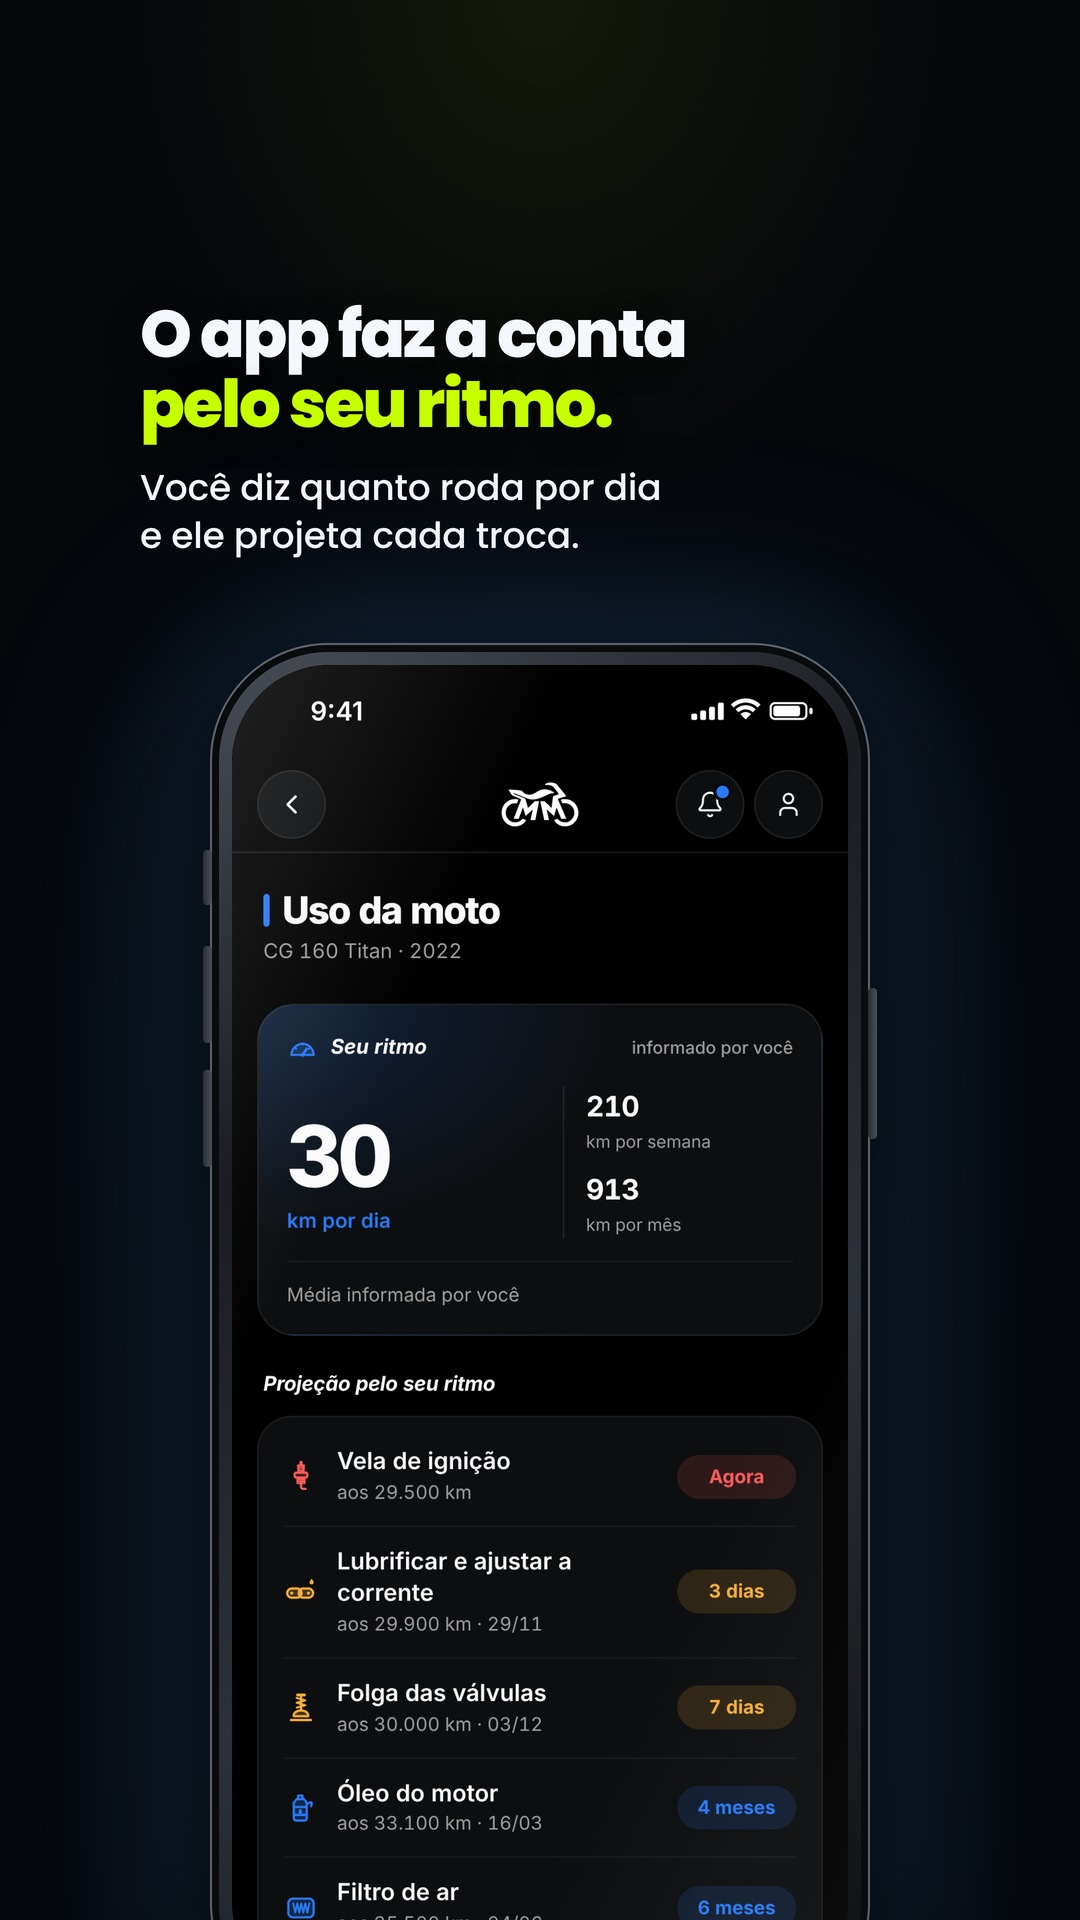 O app faz a conta
pelo seu ritmo.
Você diz quanto roda por dia
e ele projeta cada troca.
9:41
MM
Uso da moto
CG 160 Titan · 2022
Seu ritmo
informado por você
30
km por dia
210
km por semana
913
km por mês
Média informada por você
Projeção pelo seu ritmo
Vela de ignição
aos 29.500 km
Agora
Lubrificar e ajustar a
corrente
aos 29.900 km · 29/11
3 dias
Folga das válvulas
aos 30.000 km · 03/12
7 dias
Óleo do motor
aos 33.100 km · 16/03
4 meses
Filtro de ar
6 meses